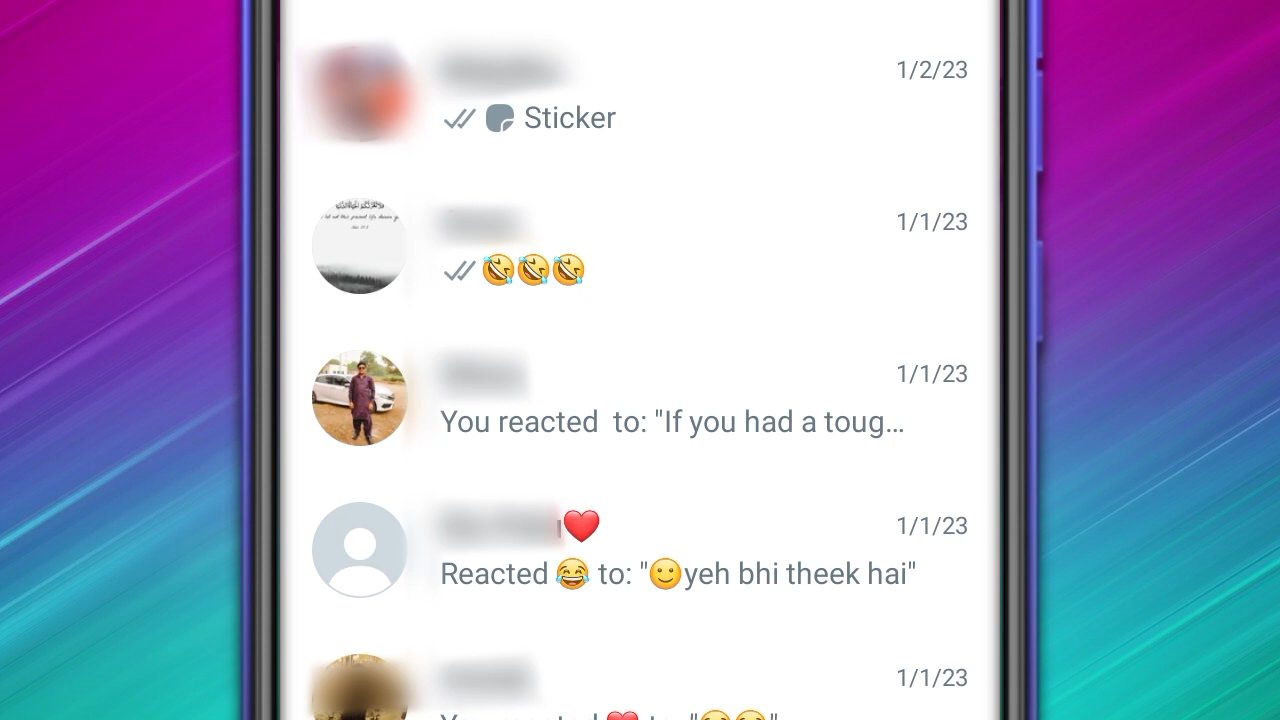 1/2/23
Sticker
1/1/23
🤣🤣🤣
1/1/23
You reacted to: "If you had a toug...
❤️ 1/1/23
Reacted 😂 to: "🙂yeh bhi theek hai"
1/1/23